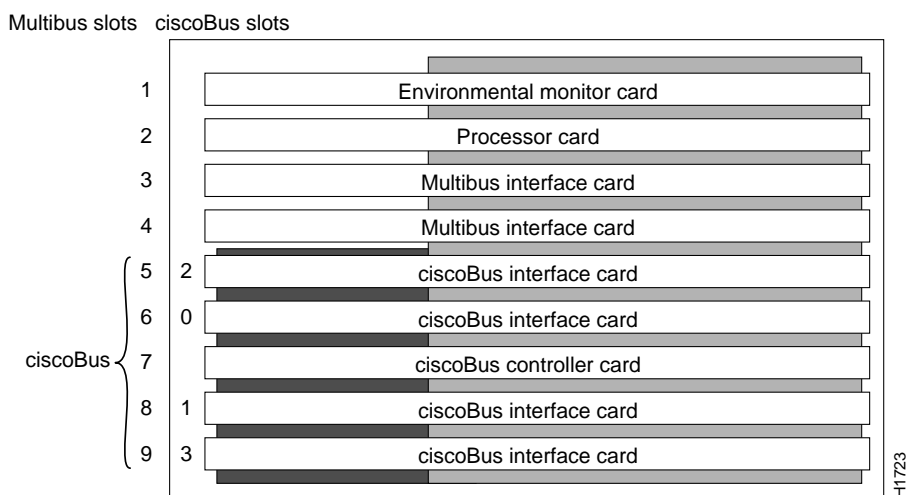 Multibus slots ciscoBus slots
1 Environmental monitor card
2 Processor card
3 Multibus interface card
4 Multibus interface card
5 2 ciscoBus interface card
6 0 ciscoBus interface card
ciscoBus 7 ciscoBus controller card
8 1 ciscoBus interface card
9 3 ciscoBus interface card
H1723